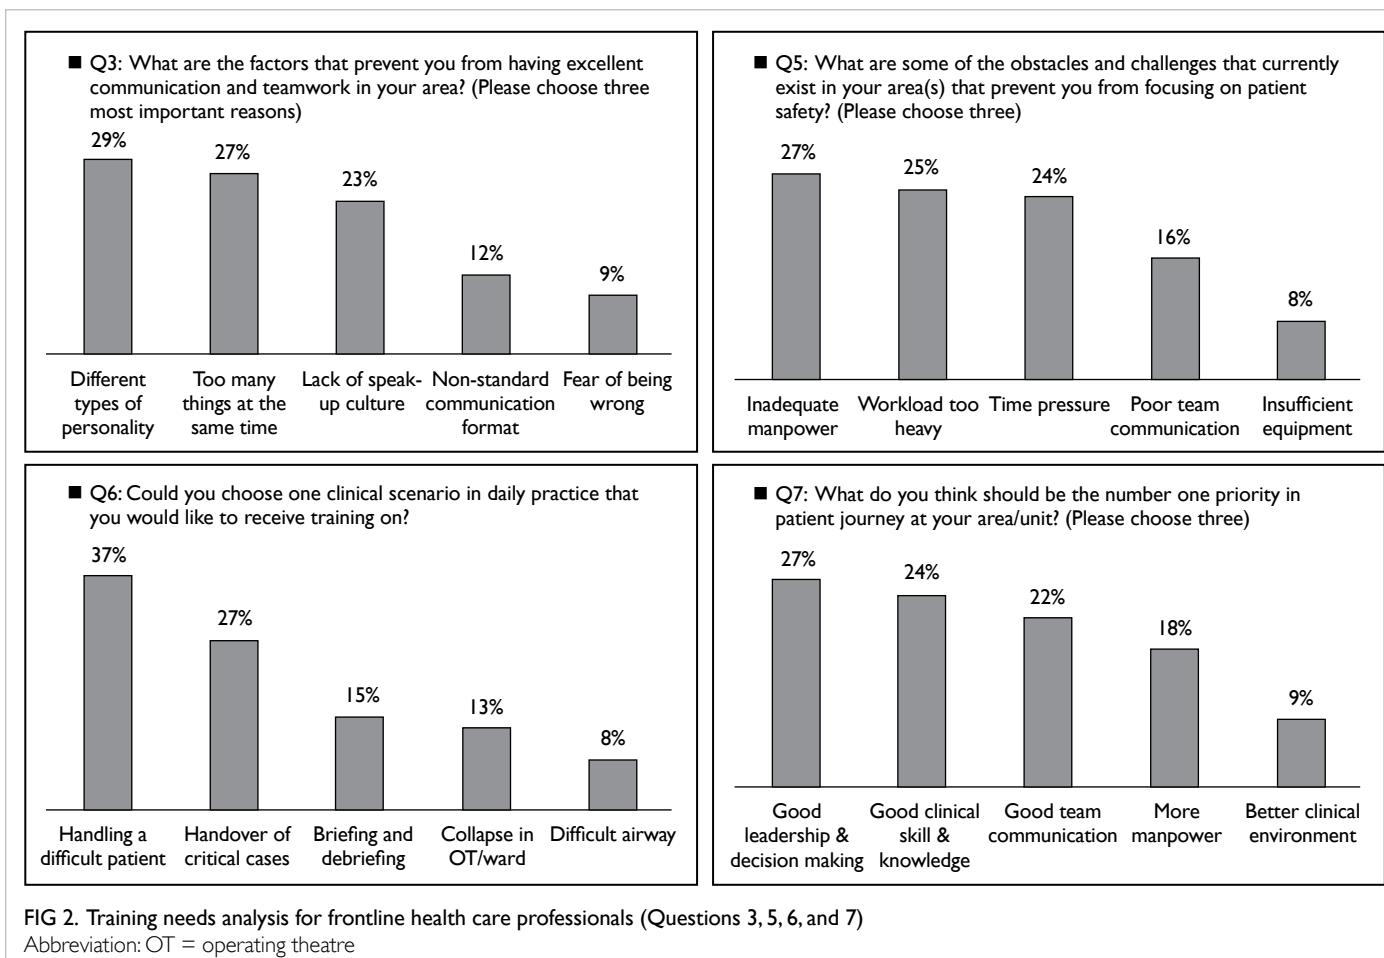 ■ Q3: What are the factors that prevent you from having excellent
communication and teamwork in your area? (Please choose three
most important reasons)
29%
27%
23%
12%
9%
Different
types of
personality
Too many
things at the
same time
Lack of speak-
up culture
Non-standard
communication
format
Fear of being
wrong
■ Q5: What are some of the obstacles and challenges that currently
exist in your area(s) that prevent you from focusing on patient
safety? (Please choose three)
27%
25%
24%
16%
8%
Inadequate
manpower
Workload too
heavy
Time pressure
Poor team
communication
Insufficient
equipment
■ Q6: Could you choose one clinical scenario in daily practice that
you would like to receive training on?
37%
27%
15%
13%
8%
Handling a
difficult patient
Handover of
critical cases
Briefing and
debriefing
Collapse in
OT/ward
Difficult airway
■ Q7: What do you think should be the number one priority in
patient journey at your area/unit? (Please choose three)
27%
24%
22%
18%
9%
Good
leadership &
decision making
Good clinical
skill &
knowledge
Good team
communication
More
manpower
Better clinical
environment
FIG 2. Training needs analysis for frontline health care professionals (Questions 3, 5, 6, and 7)
Abbreviation: OT = operating theatre